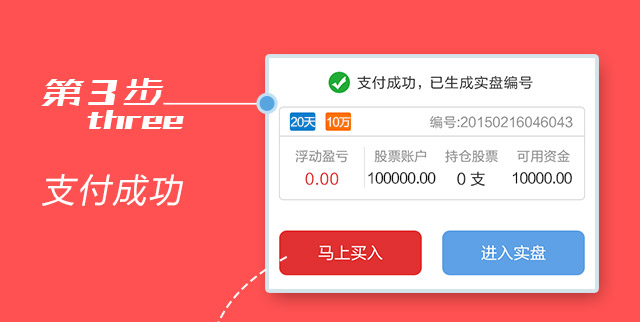 第3步
three
支付成功
支付成功，已生成实盘编号
20天 10万 编号:20150216046043
浮动盈亏 股票账户 持仓股票 可用资金
0.00 100000.00 0 支 10000.00
马上买入 进入实盘